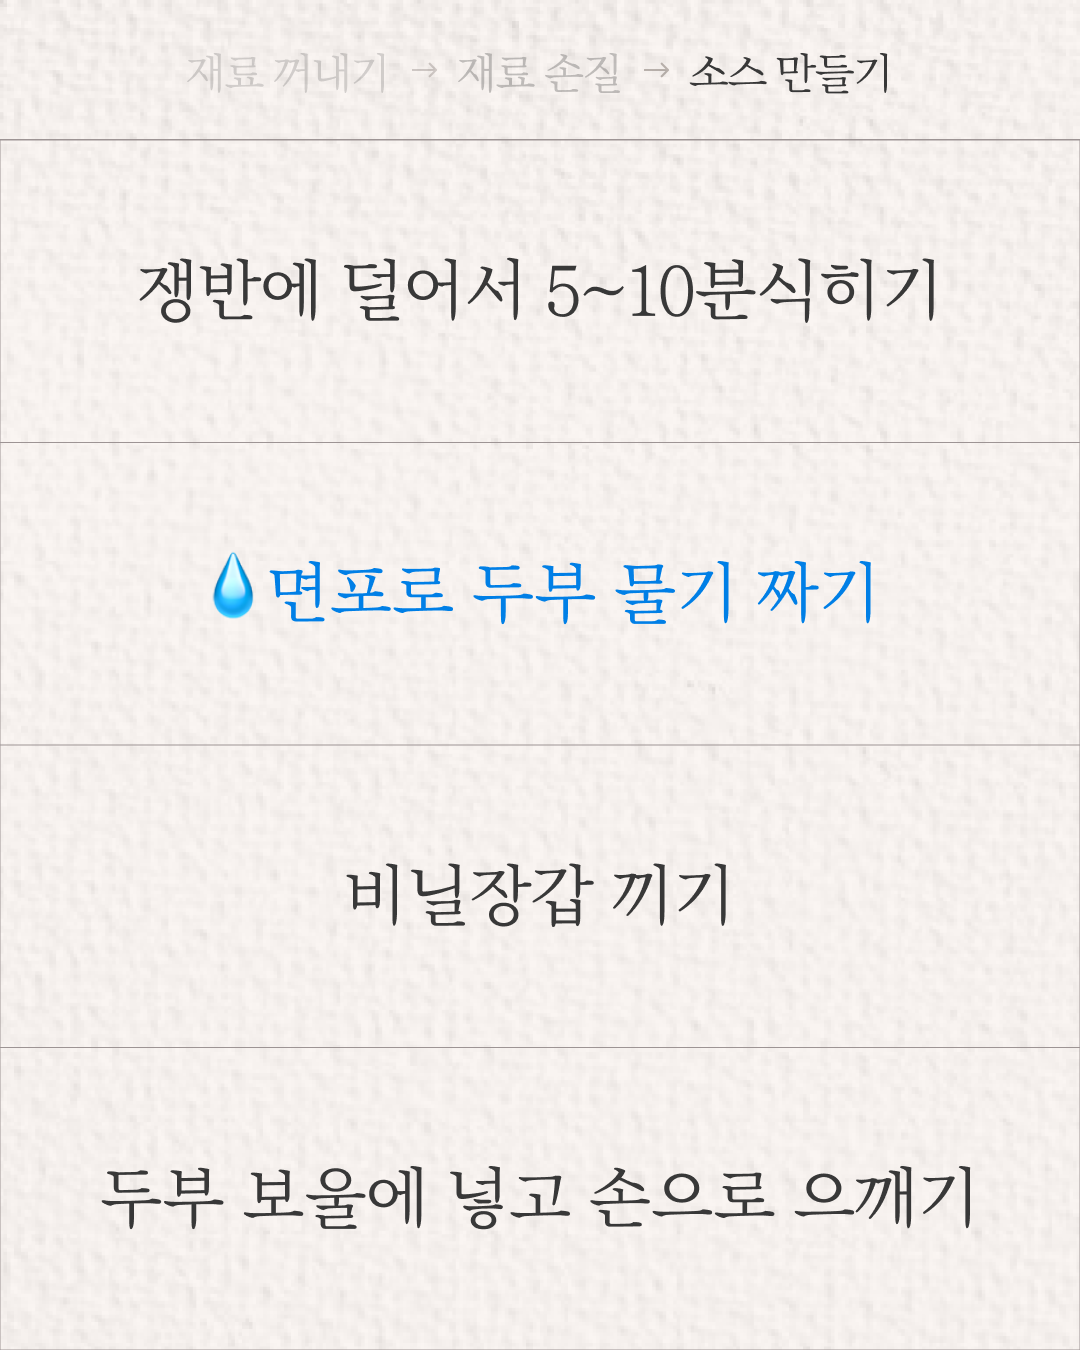 재료 꺼내기 → 재료 손질 → 소스 만들기
쟁반에 덜어서 5~10분식히기
💧면포로 두부 물기 짜기
비닐장갑 끼기
두부 보울에 넣고 손으로 으깨기